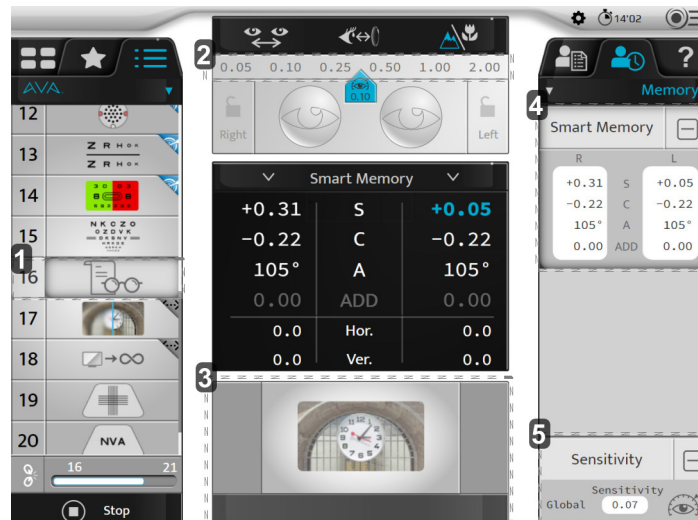 14'02
AVA
12
13
Z R H O K
Z R H O K
14
15
N K C Z O
O Z D V K
D K S N V
16
17
18
19
20
NVA
16 21
Stop
1
2
0.05 0.10 0.25 0.50 1.00 2.00
0.10
Right
Left
Smart Memory
+0.31 S +0.05
−0.22 C −0.22
105° A 105°
0.00 ADD 0.00
0.0 Hor. 0.0
0.0 Ver. 0.0
3
?
Memory
4
Smart Memory
R L
+0.31 S +0.05
−0.22 C −0.22
105° A 105°
0.00 ADD 0.00
5
Sensitivity
Sensitivity
Global 0.07